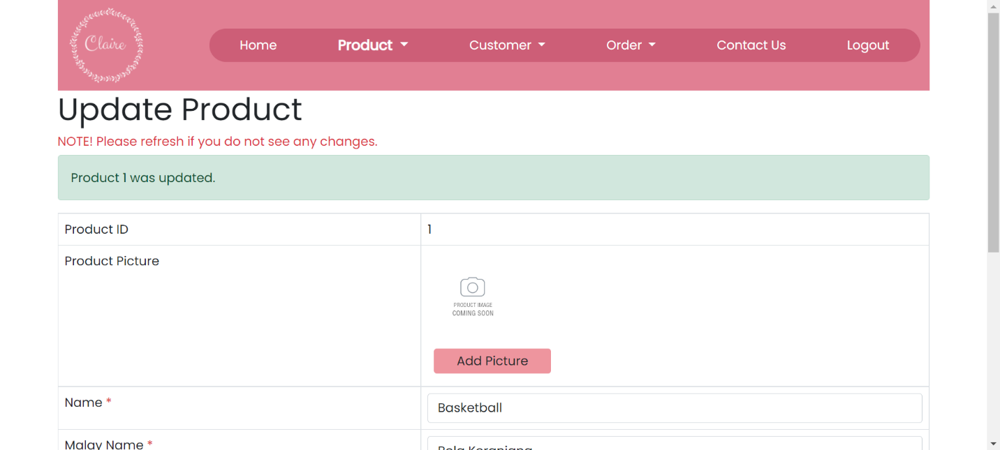 Claire
Home Product Customer Order Contact Us Logout
Update Product
NOTE! Please refresh if you do not see any changes.
Product 1 was updated.
Product ID 1
Product Picture
PRODUCT IMAGE
COMING SOON
Add Picture
Name * Basketball
Malay Name * Bola Keranjang